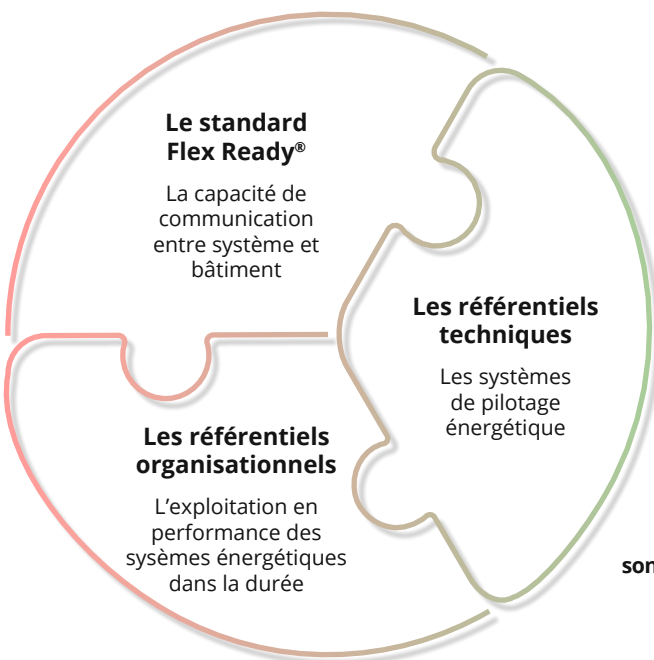 Le standard
Flex Ready®
La capacité de
communication
entre système et
bâtiment
Les référentiels
techniques
Les systèmes
de pilotage
énergétique
Les référentiels
organisationnels
L'exploitation en
performance des
sysèmes énergétiques
dans la durée
son